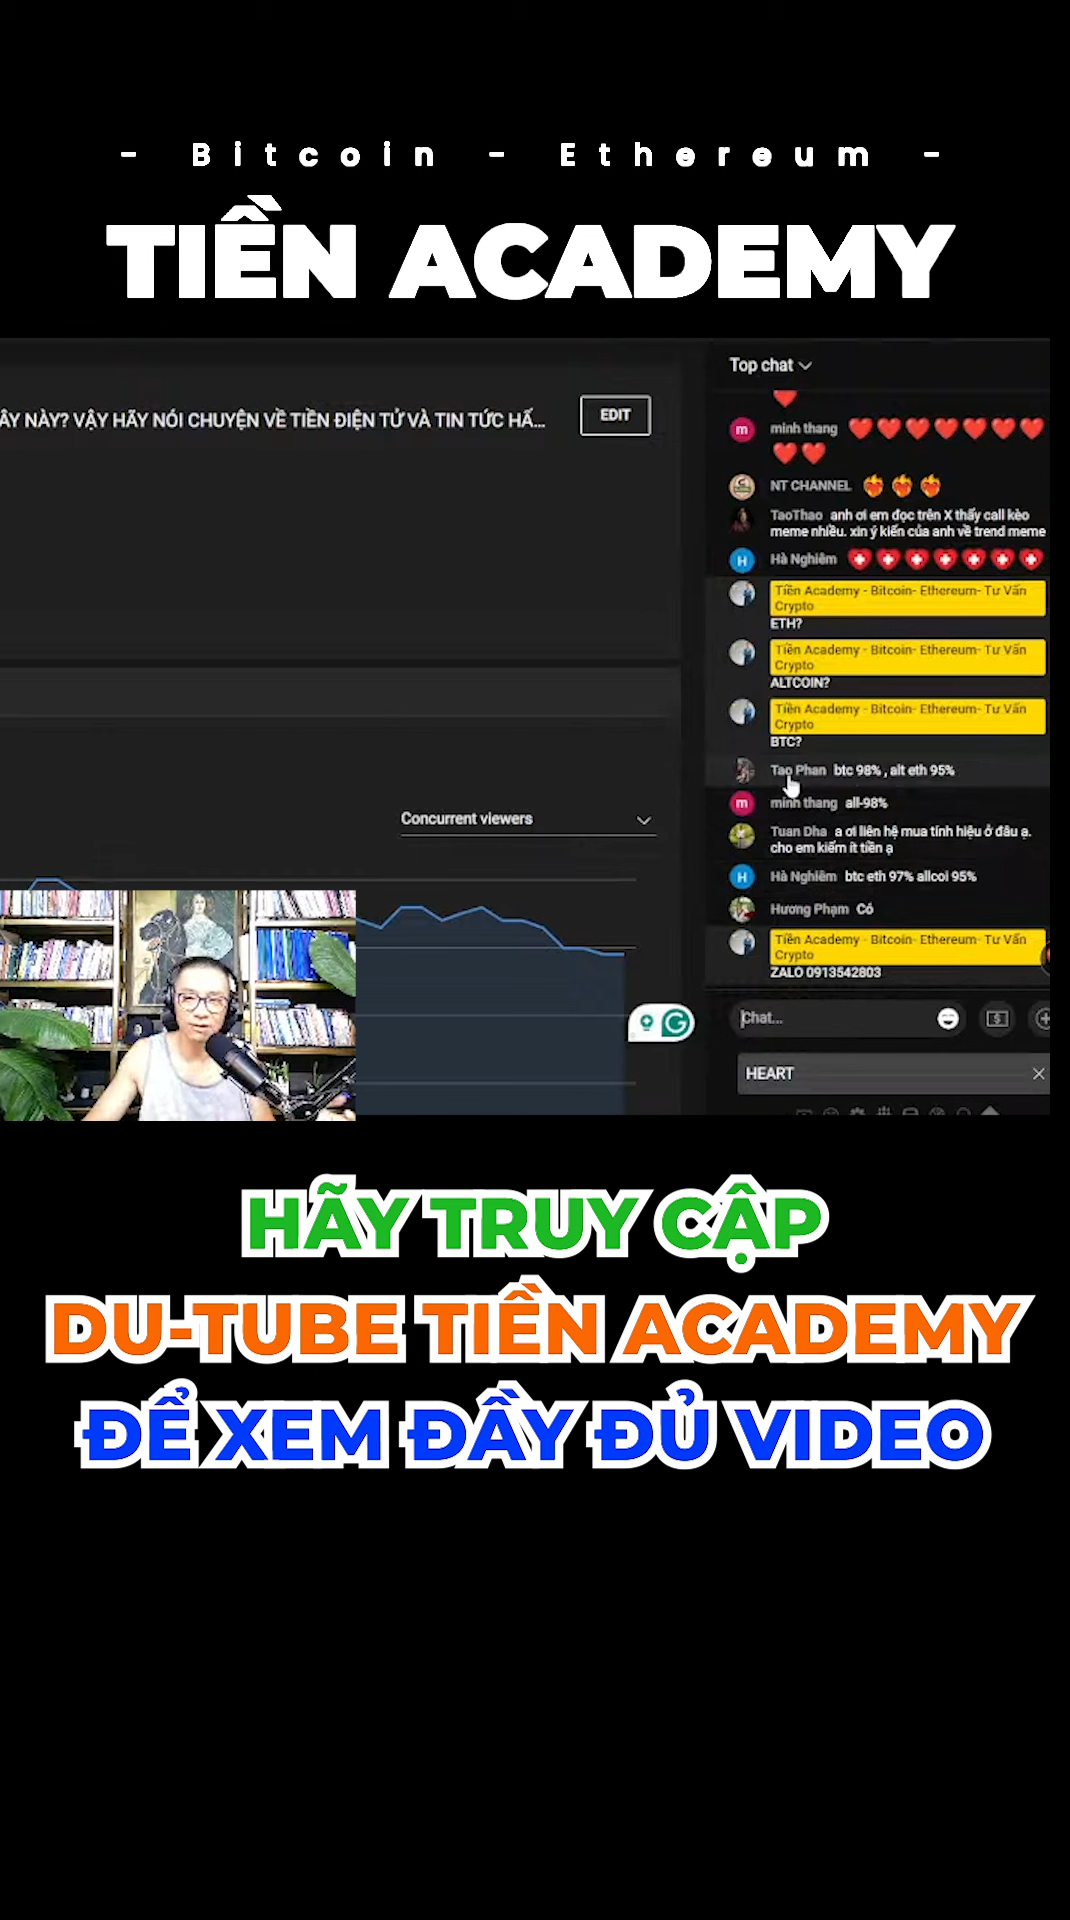 - Bitcoin - Ethereum -
TIỀN ACADEMY
ÂY NÀY? VẬY HÃY NÓI CHUYỆN VỀ TIỀN ĐIỆN TỬ VÀ TIN TỨC HẤ...
EDIT
Concurrent viewers
Top chat
minh thang
NT CHANNEL
TaoThao anh ơi em đọc trên X thấy call kèo
meme nhiều. xin ý kiến của anh về trend meme
Hà Nghiêm
Tiền Academy - Bitcoin- Ethereum- Tư Vấn
Crypto
ETH?
Tiền Academy - Bitcoin- Ethereum- Tư Vấn
Crypto
ALTCOIN?
Tiền Academy - Bitcoin- Ethereum- Tư Vấn
Crypto
BTC?
Tao Phan btc 98% , alt eth 95%
minh thang all-98%
Tuan Dha a ơi liên hệ mua tính hiệu ở đâu ạ.
cho em kiếm ít tiền ạ
Hà Nghiêm btc eth 97% allcoi 95%
Hương Phạm Có
Tiền Academy - Bitcoin- Ethereum- Tư Vấn
Crypto
ZALO 0913542803
Chat...
HEART
HÃY TRUY CẬP
DU-TUBE TIỀN ACADEMY
ĐỂ XEM ĐẦY ĐỦ VIDEO